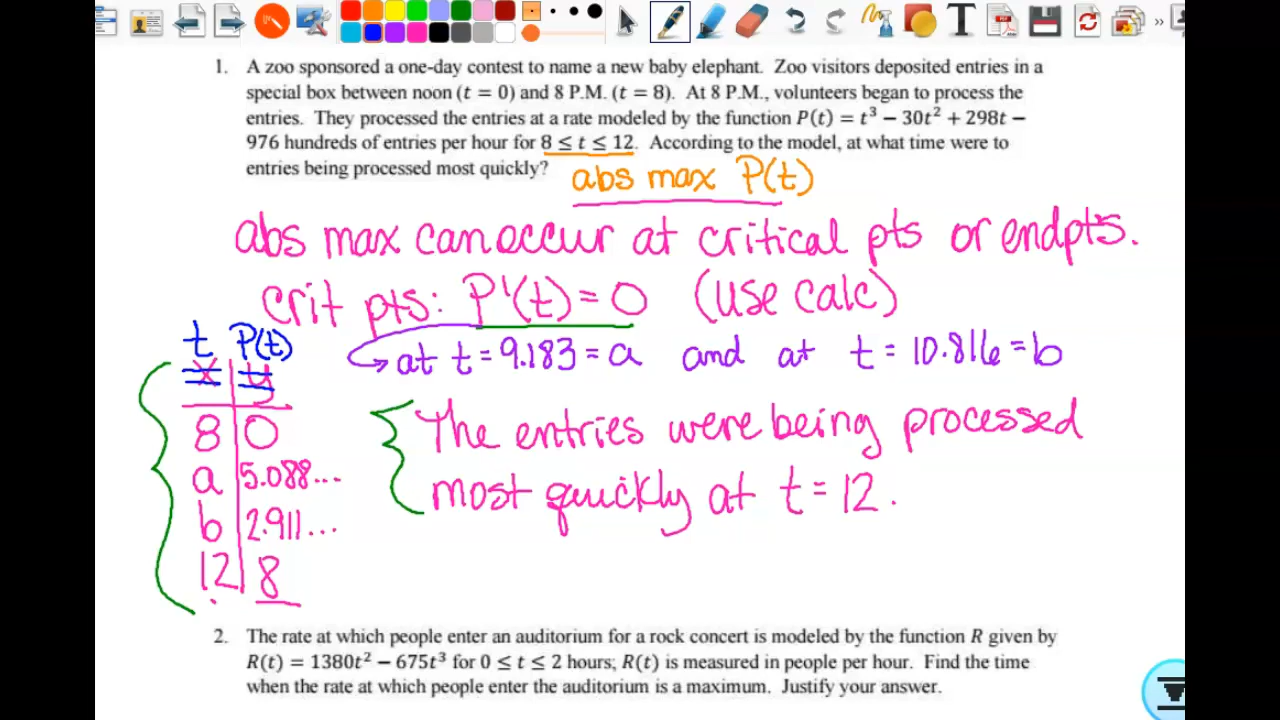 1. A zoo sponsored a one-day contest to name a new baby elephant. Zoo visitors deposited entries in a
special box between noon (t = 0) and 8 P.M. (t = 8). At 8 P.M., volunteers began to process the
entries. They processed the entries at a rate modeled by the function P(t) = t³ − 30t² + 298t −
976 hundreds of entries per hour for 8 ≤ t ≤ 12. According to the model, at what time were to
entries being processed most quickly?
abs max P(t)
abs max can occur at critical pts or endpts.
crit pts: P'(t) = 0 (use calc)
at t = 9.183 = a and at t = 10.816 = b
t P(t)
x y
8 0
a 5.088...
b 2.911...
12 8
The entries were being processed
most quickly at t = 12.
2. The rate at which people enter an auditorium for a rock concert is modeled by the function R given by
R(t) = 1380t² − 675t³ for 0 ≤ t ≤ 2 hours; R(t) is measured in people per hour. Find the time
when the rate at which people enter the auditorium is a maximum. Justify your answer.